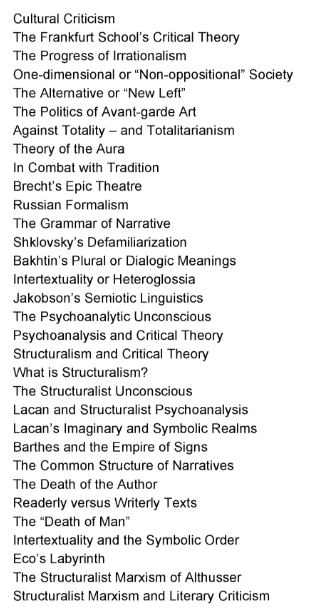 Cultural Criticism
The Frankfurt School’s Critical Theory
The Progress of Irrationalism
One-dimensional or “Non-oppositional” Society
The Alternative or “New Left”
The Politics of Avant-garde Art
Against Totality – and Totalitarianism
Theory of the Aura
In Combat with Tradition
Brecht’s Epic Theatre
Russian Formalism
The Grammar of Narrative
Shklovsky’s Defamiliarization
Bakhtin’s Plural or Dialogic Meanings
Intertextuality or Heteroglossia
Jakobson’s Semiotic Linguistics
The Psychoanalytic Unconscious
Psychoanalysis and Critical Theory
Structuralism and Critical Theory
What is Structuralism?
The Structuralist Unconscious
Lacan and Structuralist Psychoanalysis
Lacan’s Imaginary and Symbolic Realms
Barthes and the Empire of Signs
The Common Structure of Narratives
The Death of the Author
Readerly versus Writerly Texts
The “Death of Man”
Intertextuality and the Symbolic Order
Eco’s Labyrinth
The Structuralist Marxism of Althusser
Structuralist Marxism and Literary Criticism